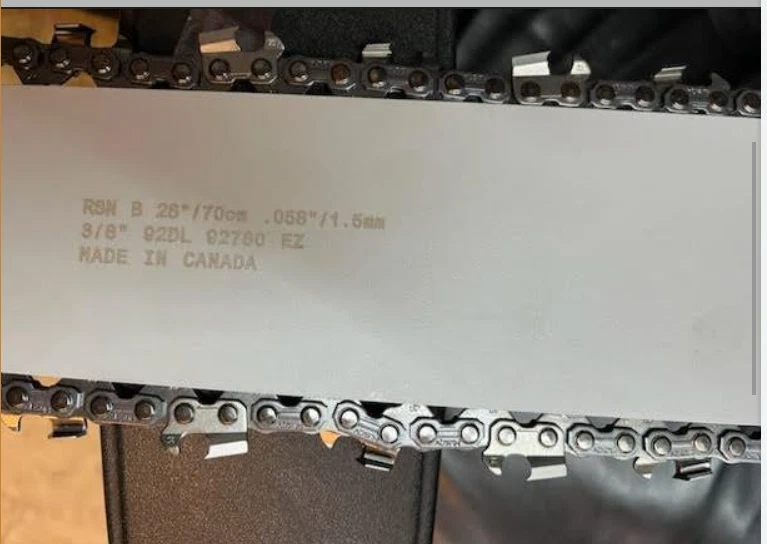 RSN B 28"/70cm .058"/1.5mm
3/8" 92DL 92780 EZ
MADE IN CANADA